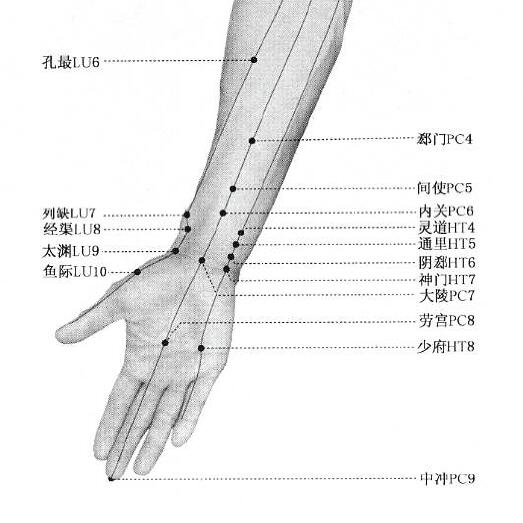 孔最LU6
郄门PC4
间使PC5
列缺LU7
内关PC6
经渠LU8
灵道HT4
通里HT5
太渊LU9
阴郄HT6
鱼际LU10
神门HT7
大陵PC7
劳宫PC8
少府HT8
中冲PC9